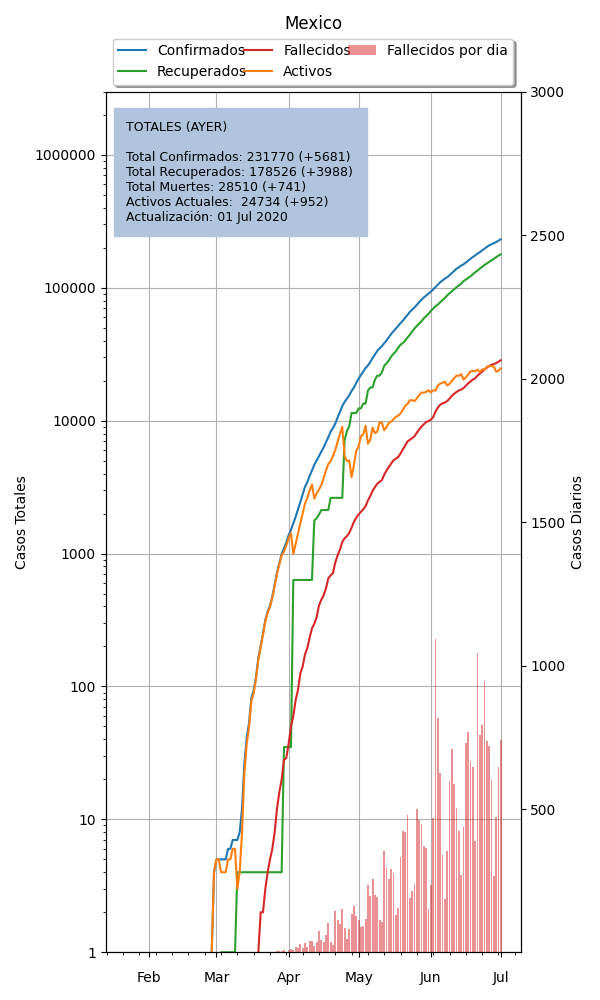 Mexico
Confirmados
Recuperados
Fallecidos
Activos
Fallecidos por dia
TOTALES (AYER)
Total Confirmados: 231770 (+5681)
Total Recuperados: 178526 (+3988)
Total Muertes: 28510 (+741)
Activos Actuales:  24734 (+952)
Actualización: 01 Jul 2020
Casos Totales
1000000
100000
10000
1000
100
10
1
3000
2500
2000
1500
1000
500
Casos Diarios
Feb Mar Apr May Jun Jul